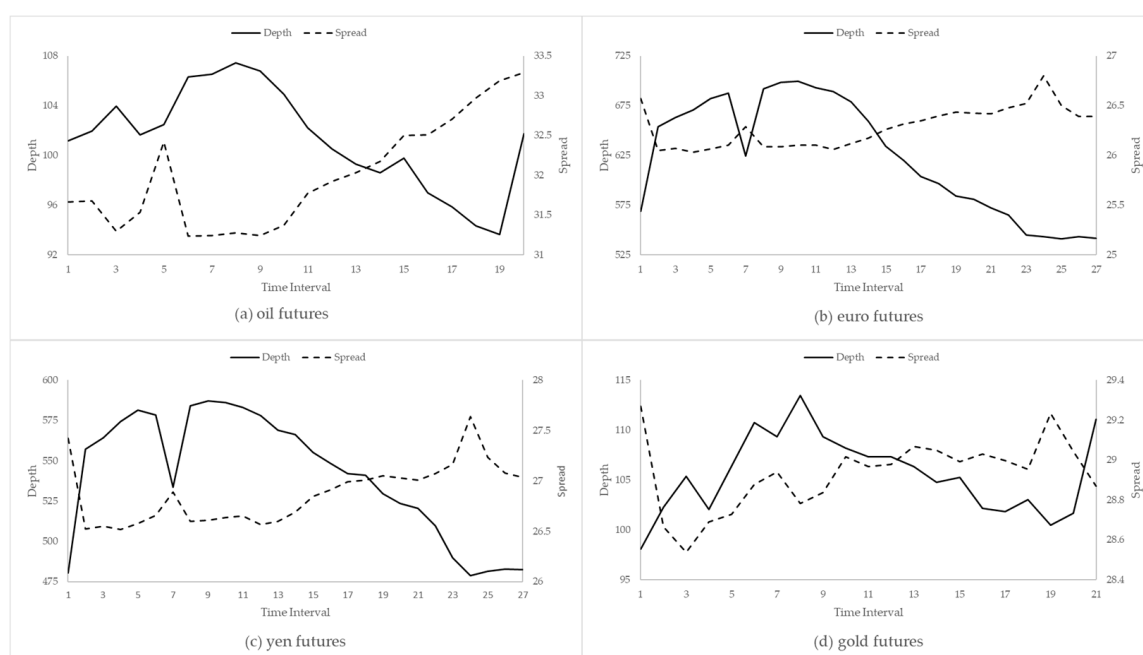 Depth Spread
108
104
100
96
92
33.5
33
32.5
32
31.5
31
Depth
Spread
1 3 5 7 9 11 13 15 17 19
Time Interval
(a) oil futures
Depth Spread
725
675
625
575
525
27
26.5
26
25.5
25
Depth
Spread
1 3 5 7 9 11 13 15 17 19 21 23 25 27
Time Interval
(b) euro futures
Depth Spread
600
575
550
525
500
475
28
27.5
27
26.5
26
Depth
Spread
1 3 5 7 9 11 13 15 17 19 21 23 25 27
Time Interval
(c) yen futures
Depth Spread
115
110
105
100
95
29.4
29.2
29
28.8
28.6
28.4
Depth
Spread
1 3 5 7 9 11 13 15 17 19 21
Time Interval
(d) gold futures